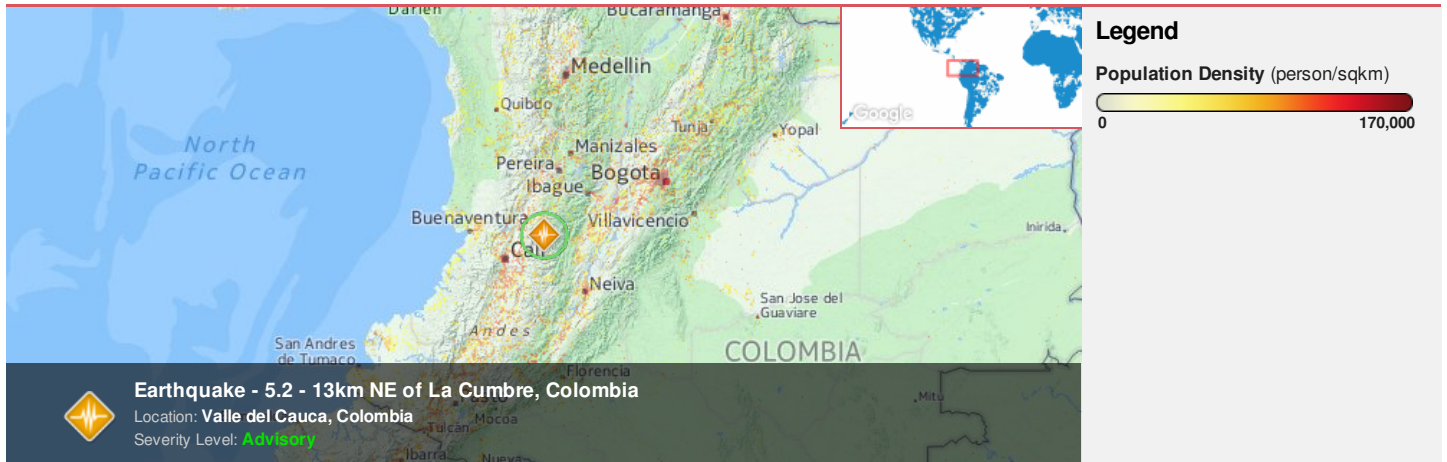 Darien
Bucaramanga
Medellin
Quibdo
Tunja
Yopal
North
Pacific Ocean
Manizales
Pereira
Bogota
Ibague
Buenaventura
Villavicencio
Inirida
Cali
Neiva
San Jose del
Guaviare
Andes
San Andres
de Tumaco
COLOMBIA
Florencia
Pasto
Mitu
Mocoa
Tulcán
Ibarra
Nueva
Google
Earthquake - 5.2 - 13km NE of La Cumbre, Colombia
Location: Valle del Cauca, Colombia
Severity Level: Advisory
Legend
Population Density (person/sqkm)
0 170,000